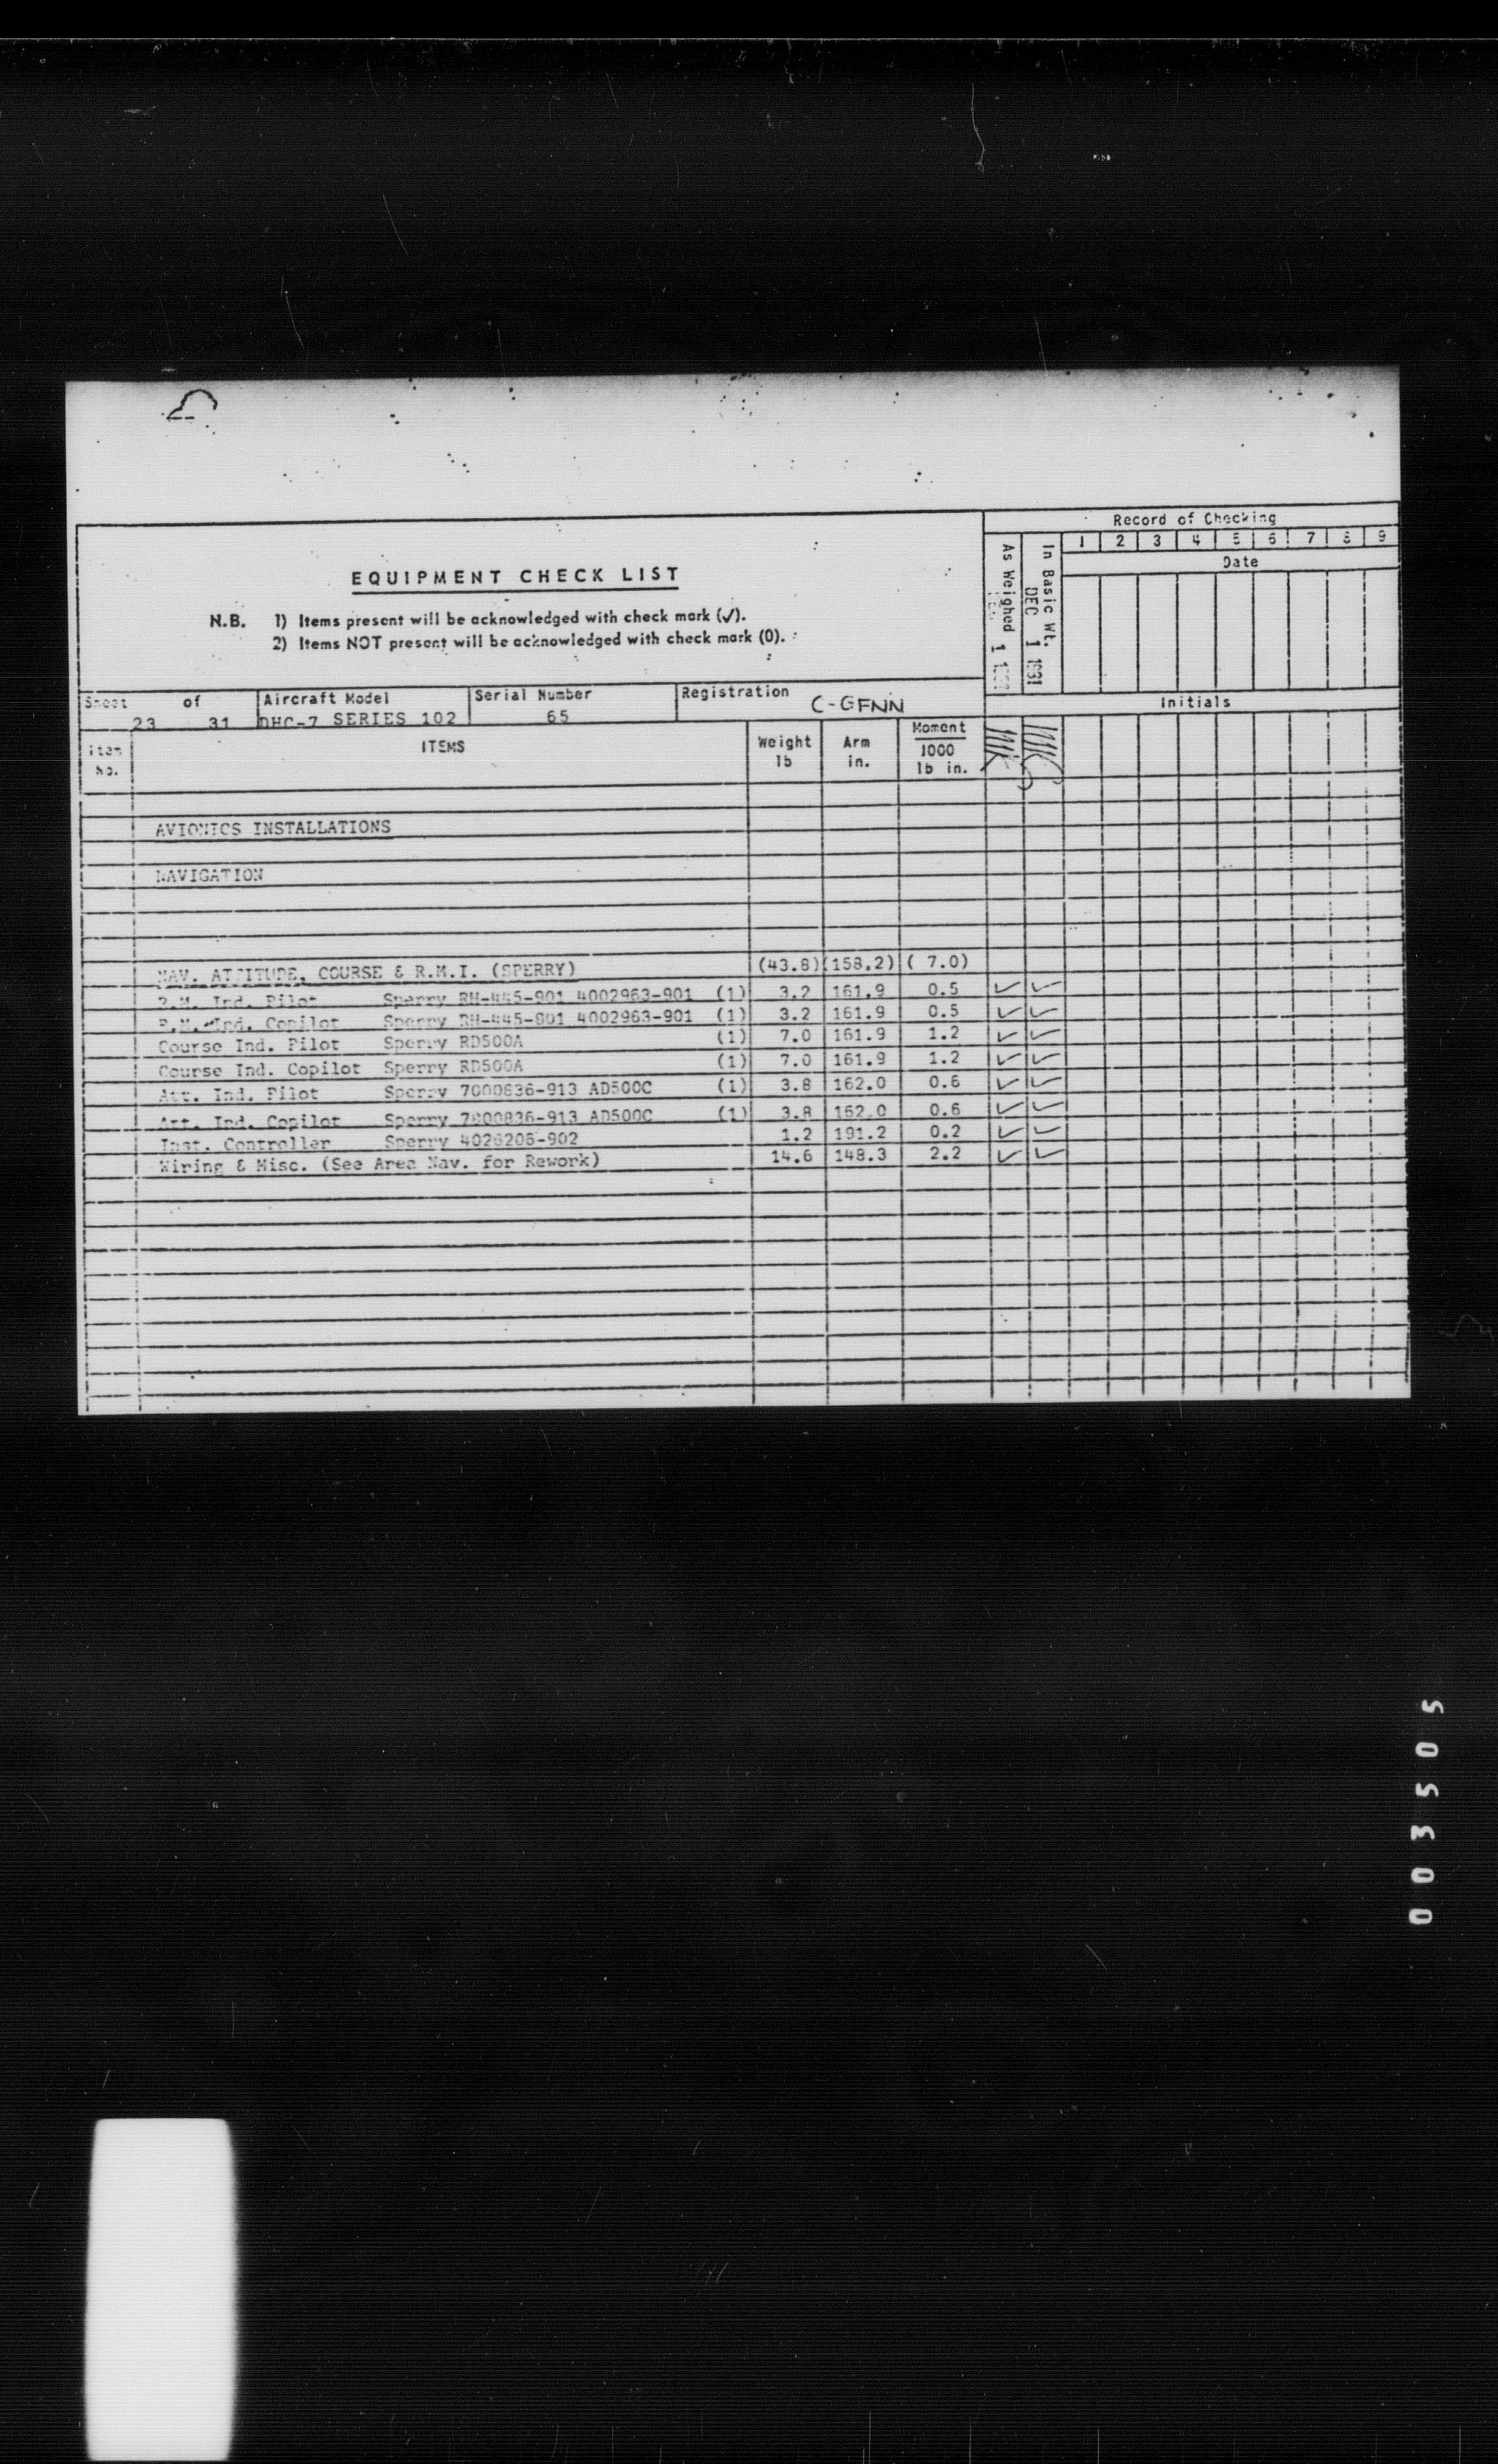 Record of Checking
As Weighed 1
In Basic Wt. DEC 1 1981
1 2 3 4 5 6 7 8 9
Date
EQUIPMENT CHECK LIST
N.B. 1) Items present will be acknowledged with check mark (✓).
2) Items NOT present will be acknowledged with check mark (0).
Sheet 23 of 31
Aircraft Model DHC-7 SERIES 102
Serial Number 65
Registration C-GFNN
Initials
Item No. ITEMS Weight lb Arm in. Moment 1000 lb in.
AVIONICS INSTALLATIONS
NAVIGATION
NAV. ATTITUDE, COURSE & R.M.I. (SPERRY) (43.8) (158.2) ( 7.0)
R.M. Ind. Pilot Sperry RH-445-901 4002963-901 (1) 3.2 161.9 0.5 ✓ ✓
R.M. Ind. Copilot Sperry RH-445-901 4002963-901 (1) 3.2 161.9 0.5 ✓ ✓
Course Ind. Pilot Sperry RD500A (1) 7.0 161.9 1.2 ✓ ✓
Course Ind. Copilot Sperry RD500A (1) 7.0 161.9 1.2 ✓ ✓
Att. Ind. Pilot Sperry 7000836-913 AD500C (1) 3.8 162.0 0.6 ✓ ✓
Att. Ind. Copilot Sperry 7000836-913 AD500C (1) 3.8 162.0 0.6 ✓ ✓
Inst. Controller Sperry 4026206-902 1.2 191.2 0.2 ✓ ✓
Wiring & Misc. (See Area Nav. for Rework) 14.6 148.3 2.2 ✓ ✓
003505